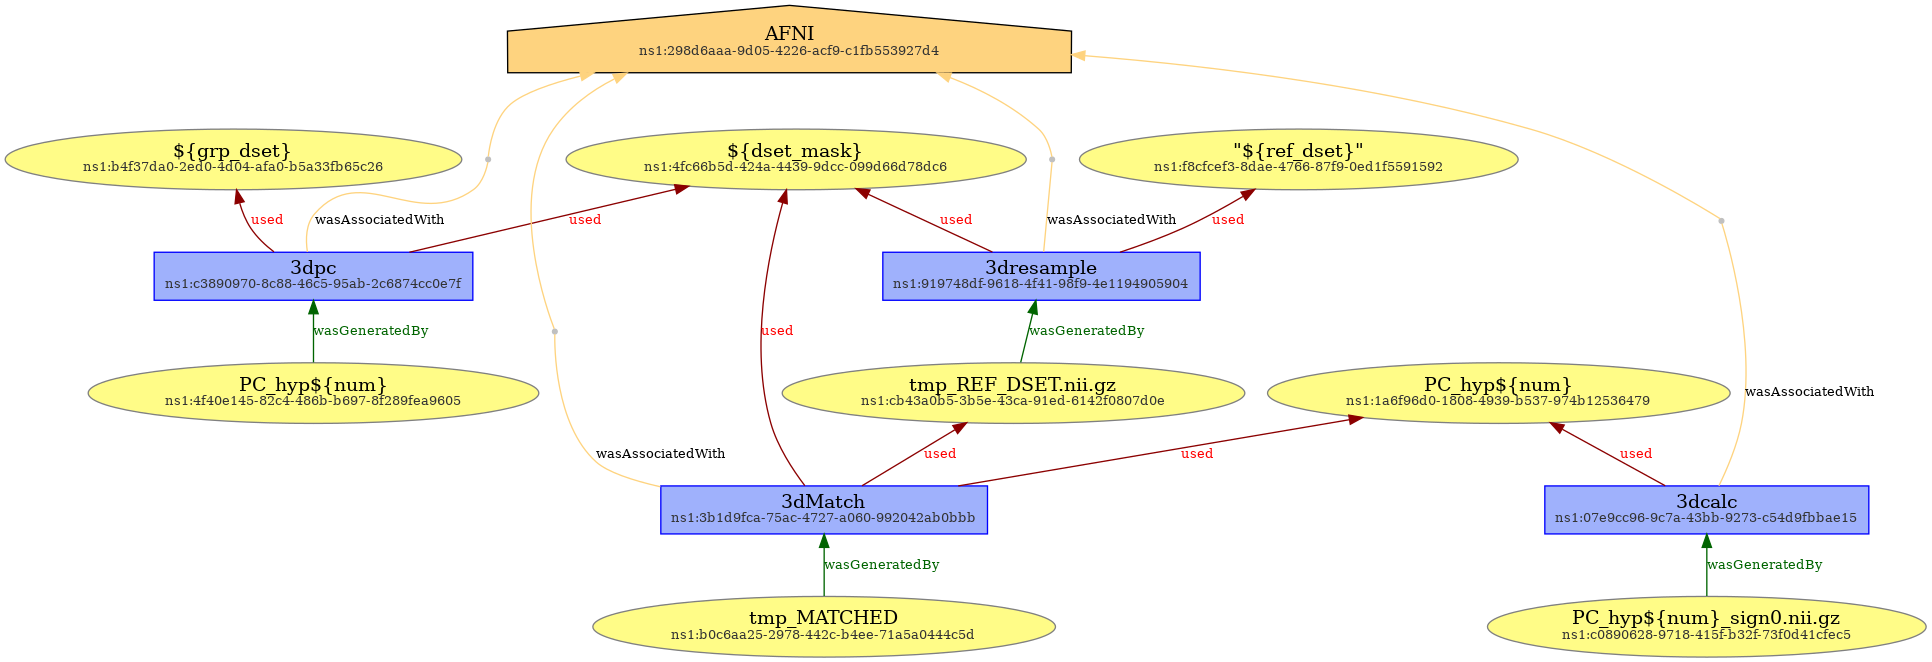 AFNI
ns1:298d6aaa-9d05-4226-acf9-c1fb553927d4
${grp_dset}
ns1:b4f37da0-2ed0-4d04-afa0-b5a33fb65c26
${dset_mask}
ns1:4fc66b5d-424a-4439-9dcc-099d66d78dc6
"${ref_dset}"
ns1:f8cfcef3-8dae-4766-87f9-0ed1f5591592
used
wasAssociatedWith
used
used
wasAssociatedWith
used
3dpc
ns1:c3890970-8c88-46c5-95ab-2c6874cc0e7f
3dresample
ns1:919748df-9618-4f41-98f9-4e1194905904
wasGeneratedBy
used
wasGeneratedBy
PC_hyp${num}
ns1:4f40e145-82c4-486b-b697-8f289fea9605
tmp_REF_DSET.nii.gz
ns1:cb43a0b5-3b5e-43ca-91ed-6142f0807d0e
PC_hyp${num}
ns1:1a6f96d0-1808-4939-b537-974b12536479
wasAssociatedWith
wasAssociatedWith
used
used
used
3dMatch
ns1:3b1d9fca-75ac-4727-a060-992042ab0bbb
3dcalc
ns1:07e9cc96-9c7a-43bb-9273-c54d9fbbae15
wasGeneratedBy
wasGeneratedBy
tmp_MATCHED
ns1:b0c6aa25-2978-442c-b4ee-71a5a0444c5d
PC_hyp${num}_sign0.nii.gz
ns1:c0890628-9718-415f-b32f-73f0d41cfec5